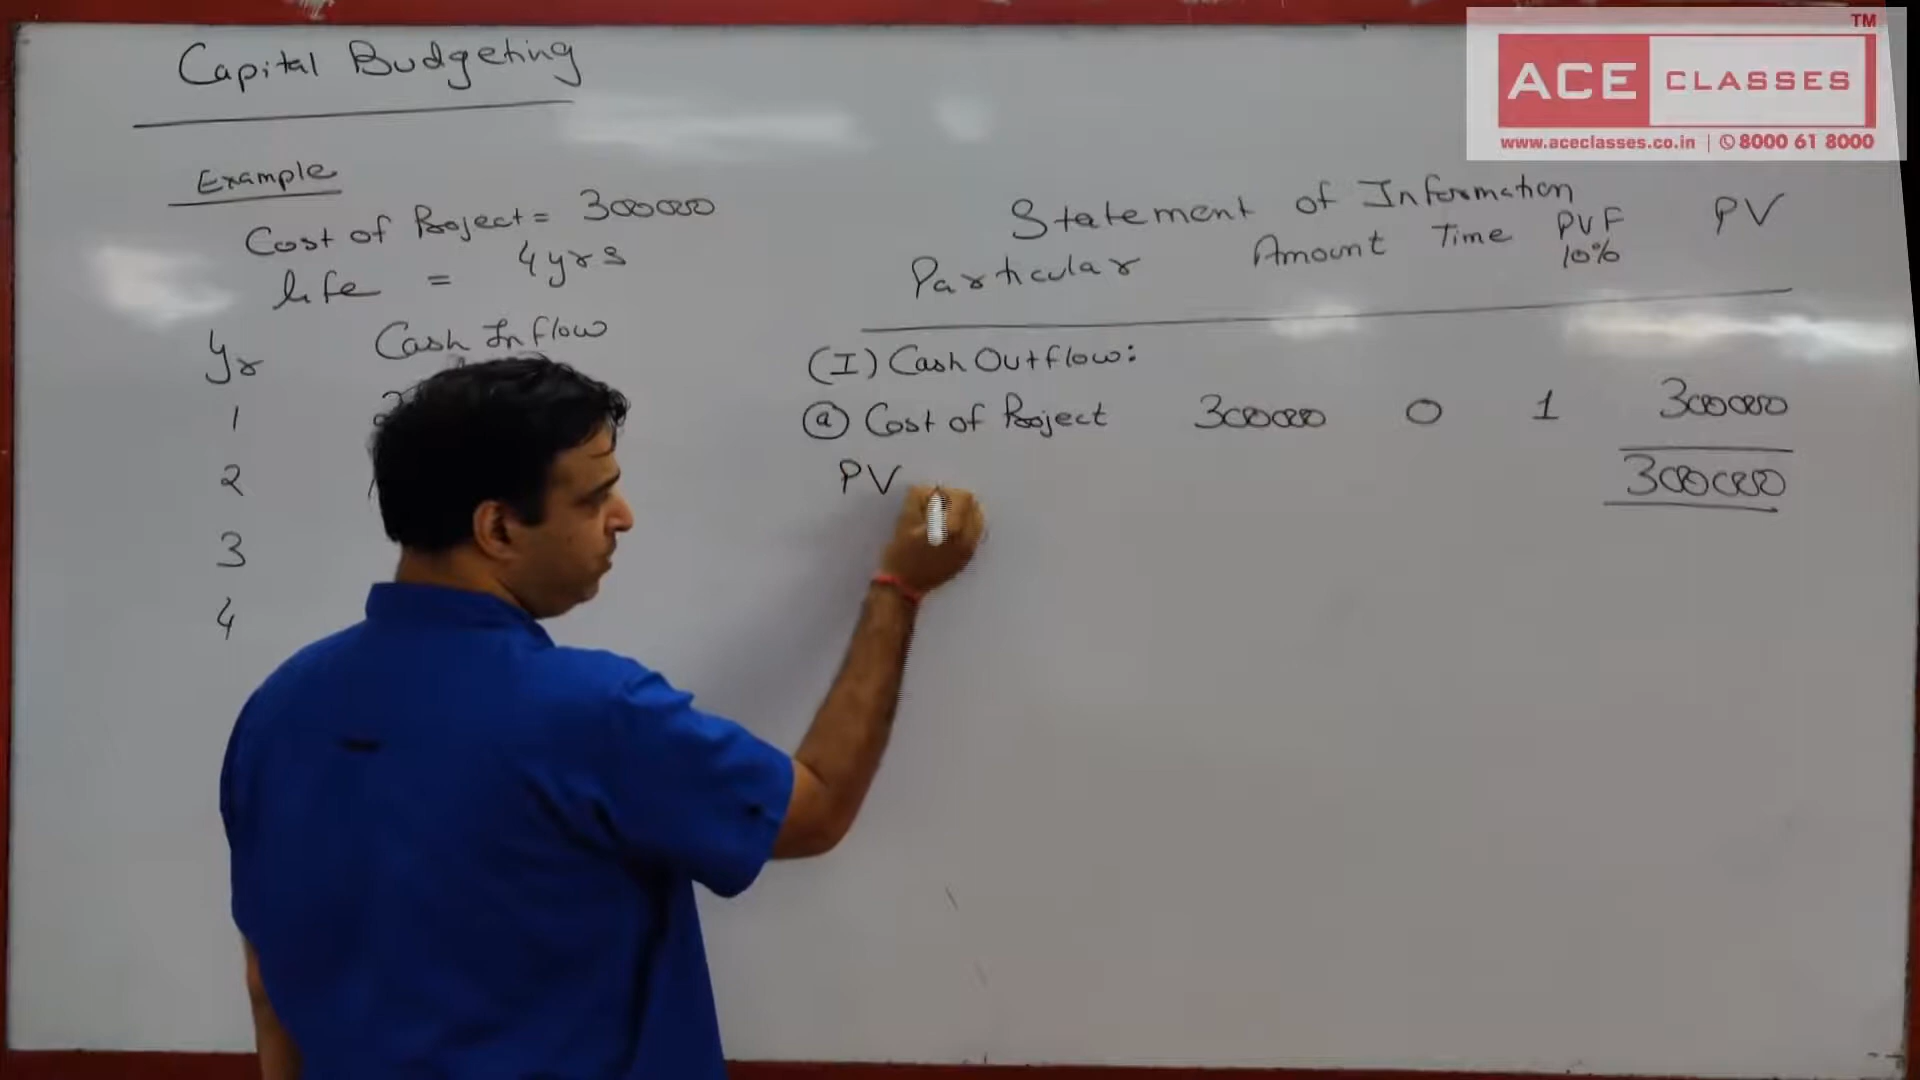 Capital Budgeting
Example
Cost of Project = 300000
life = 4 yrs
Yr Cash Inflow
1
2
3
4
Statement of Information
Particular Amount Time PVF 10% PV
(I) Cash Outflow:
(a) Cost of Project 300000 0 1 300000
PV 300000
TM
ACE CLASSES
www.aceclasses.co.in | 8000 61 8000